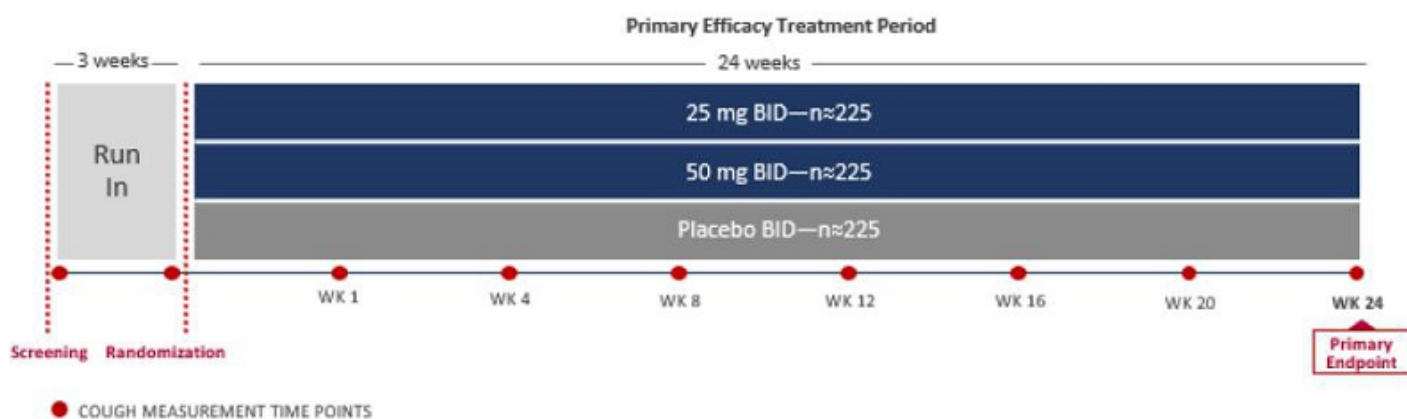 Primary Efficacy Treatment Period
3 weeks
24 weeks
Run
In
25 mg BID—n≈225
50 mg BID—n≈225
Placebo BID—n≈225
WK 1
WK 4
WK 8
WK 12
WK 16
WK 20
WK 24
Screening
Randomization
Primary
Endpoint
COUGH MEASUREMENT TIME POINTS